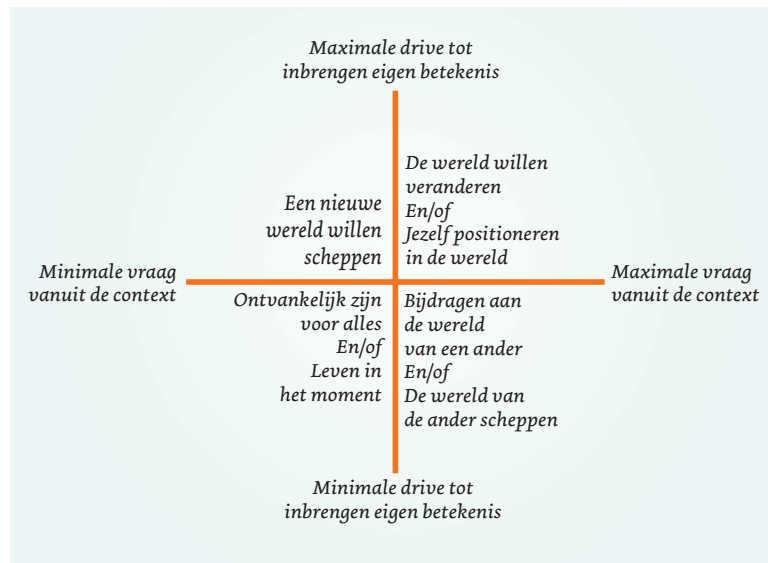 Maximale drive tot
inbrengen eigen betekenis
Een nieuwe
wereld willen
scheppen
De wereld willen
veranderen
En/of
Jezelf positioneren
in de wereld
Minimale vraag
vanuit de context
Maximale vraag
vanuit de context
Ontvankelijk zijn
voor alles
En/of
Leven in
het moment
Bijdragen aan
de wereld
van een ander
En/of
De wereld van
de ander scheppen
Minimale drive tot
inbrengen eigen betekenis